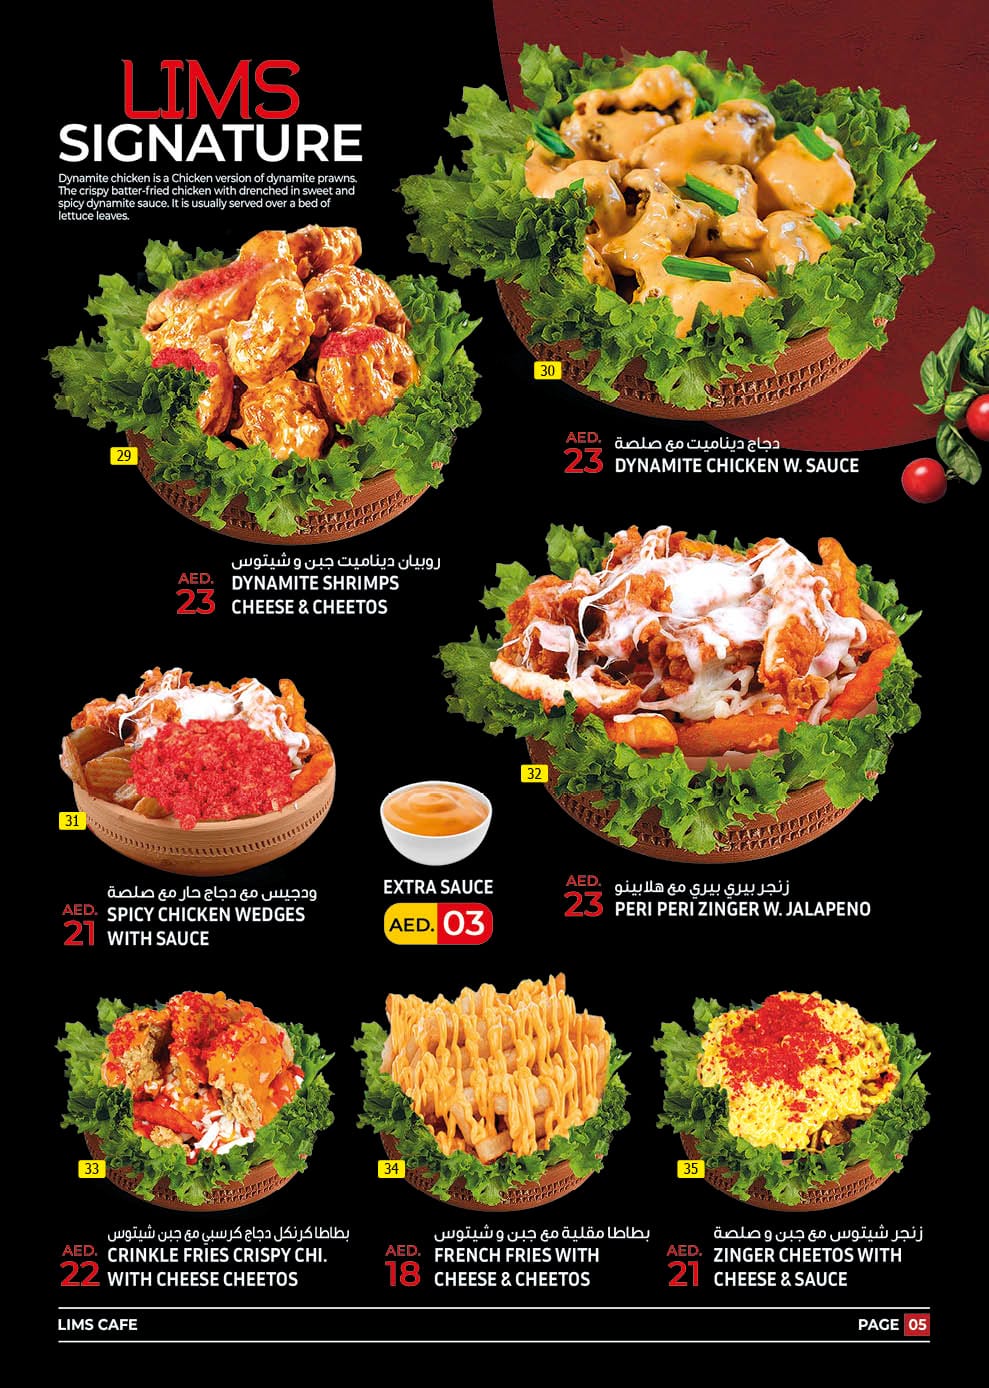 LIMS
SIGNATURE
Dynamite chicken is a Chicken version of dynamite prawns.
The crispy batter-fried chicken with drenched in sweet and
spicy dynamite sauce. It is usually served over a bed of
lettuce leaves.
30
AED.
23
دجاج ديناميت مع صلصة
DYNAMITE CHICKEN W. SAUCE
29
AED.
23
روبيان ديناميت جبن و شيتوس
DYNAMITE SHRIMPS
CHEESE & CHEETOS
31
AED.
21
ودجيس مع دجاج حار مع صلصة
SPICY CHICKEN WEDGES
WITH SAUCE
EXTRA SAUCE
AED. 03
32
AED.
23
زنجر بيري بيري مع هلابينو
PERI PERI ZINGER W. JALAPENO
33
AED.
22
بطاطا كرنكل دجاج كرسبي مع جبن شيتوس
CRINKLE FRIES CRISPY CHI.
WITH CHEESE CHEETOS
34
AED.
18
بطاطا مقلية مع جبن و شيتوس
FRENCH FRIES WITH
CHEESE & CHEETOS
35
AED.
21
زنجر شيتوس مع جبن و صلصة
ZINGER CHEETOS WITH
CHEESE & SAUCE
LIMS CAFE
PAGE 05